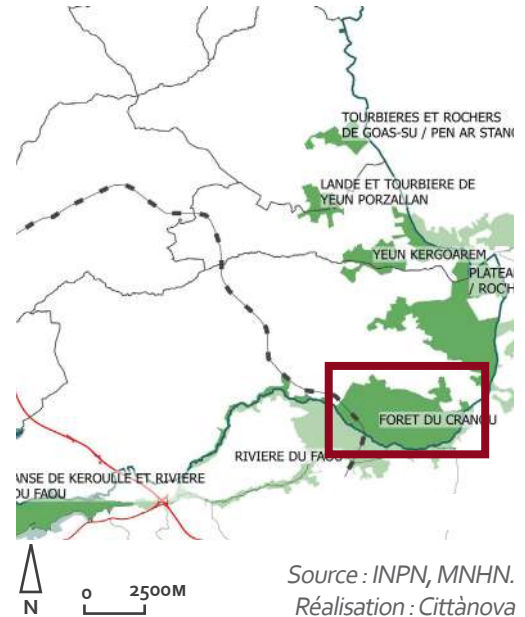 TOURBIERES ET ROCHERS
DE GOAS-SU / PEN AR STANG
LANDE ET TOURBIERE DE
YEUN PORZALLAN
YEUN KERGOAREM
PLATEA
/ ROC'H
FORET DU CRANOU
RIVIERE DU FAOU
ANSE DE KEROULLE ET RIVIERE
DU FAOU
N
0 2500M
Source : INPN, MNHN.
Réalisation : Cittànova